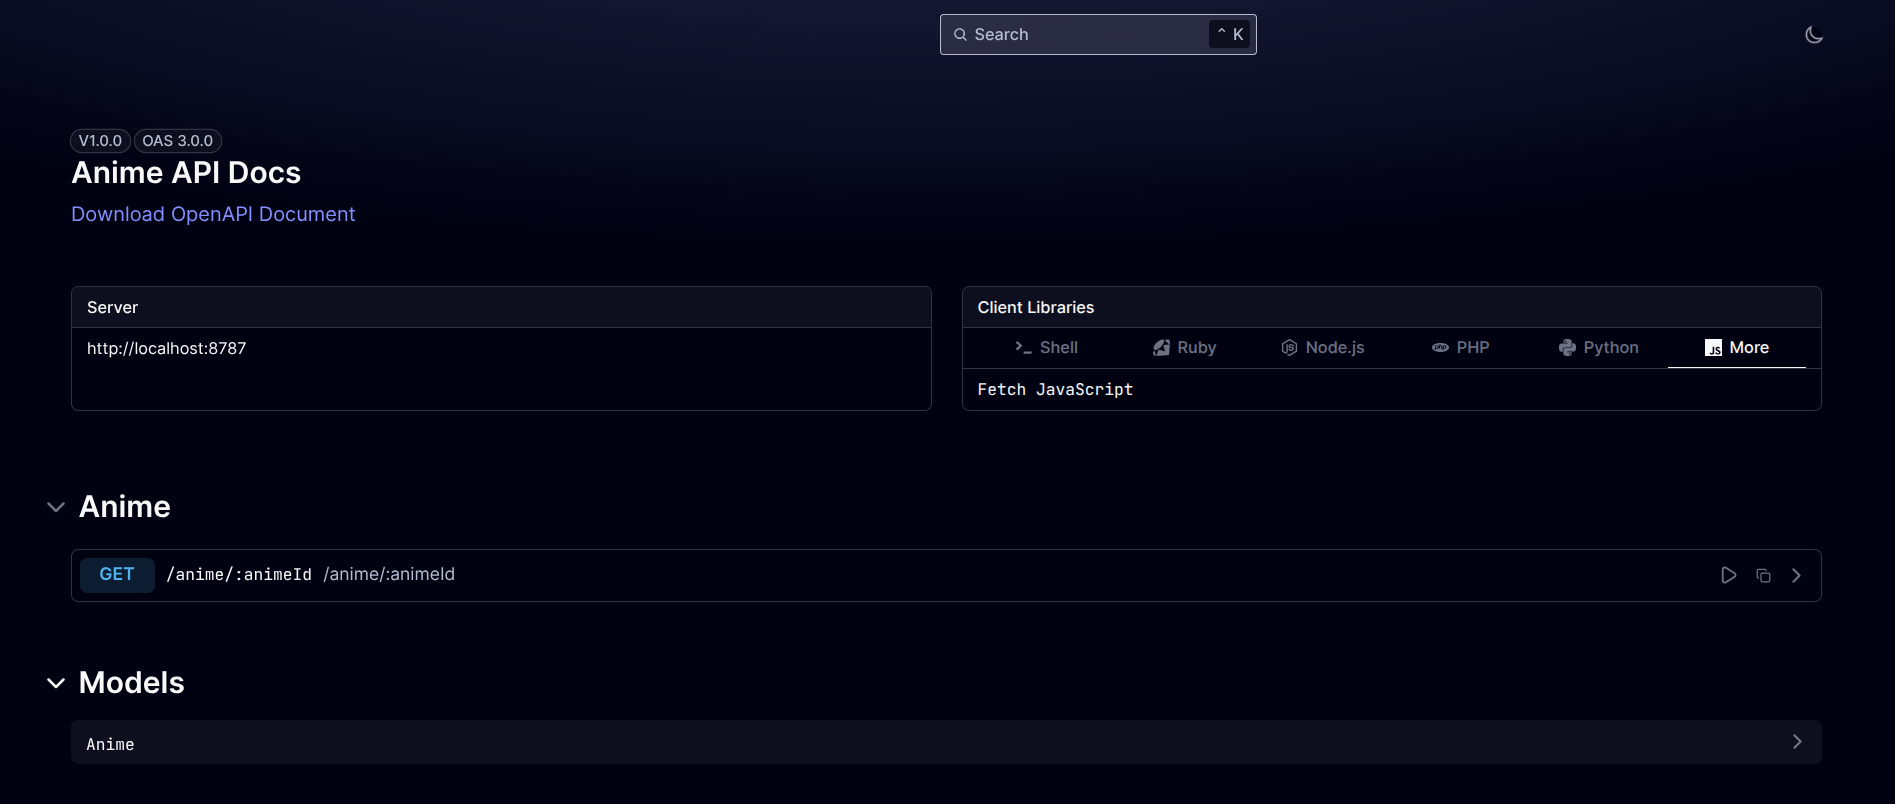 Search ^ K
V1.0.0 OAS 3.0.0
Anime API Docs
Download OpenAPI Document
Server
http://localhost:8787
Client Libraries
Shell Ruby Node.js PHP Python JS More
Fetch JavaScript
Anime
GET /anime/:animeId /anime/:animeId
Models
Anime